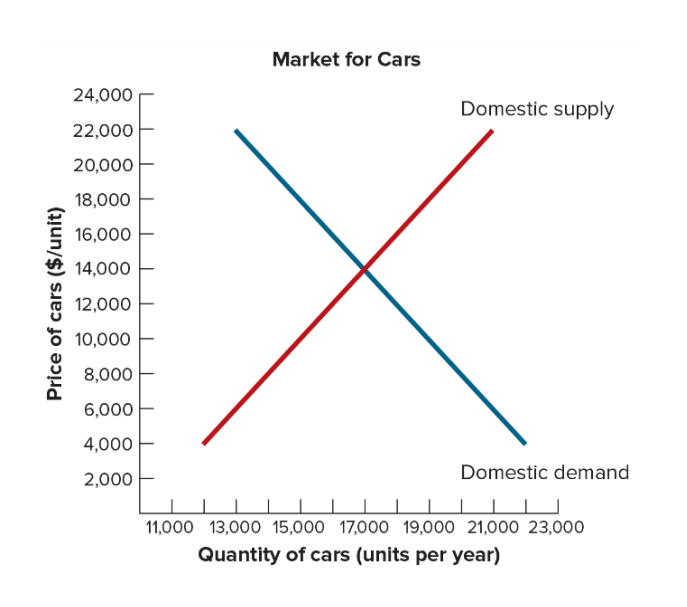 Market for Cars
24,000
Domestic supply
22,000
20,000
18,000
16,000
14,000
12,000
10,000
8,000
6,000
4,000
2,000
Domestic demand
Price of cars ($/unit)
11,000 13,000 15,000 17,000 19,000 21,000 23,000
Quantity of cars (units per year)